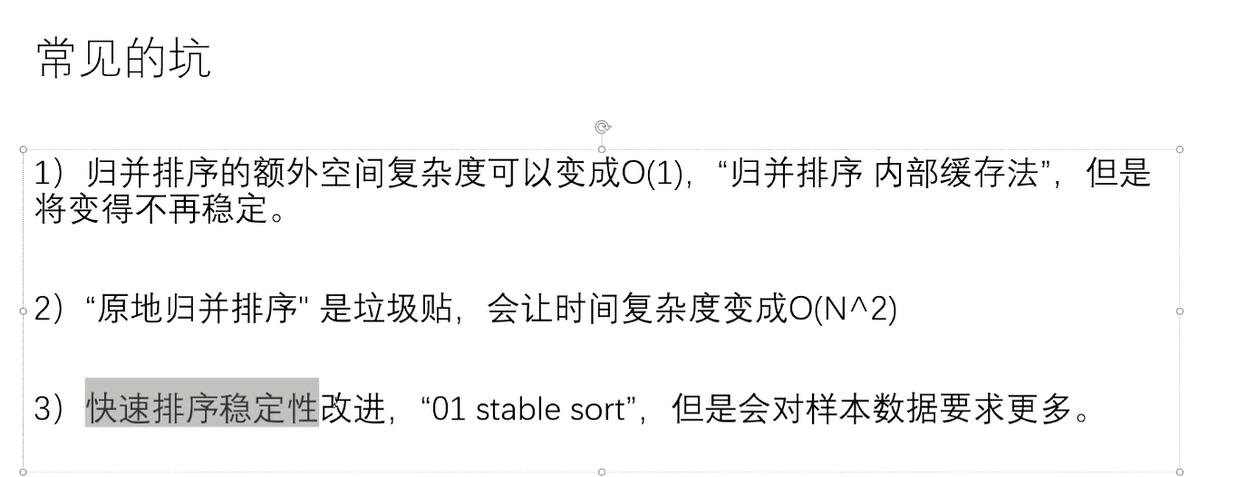 常见的坑
1）归并排序的额外空间复杂度可以变成O(1)，“归并排序 内部缓存法”，但是
将变得不再稳定。
2）“原地归并排序" 是垃圾贴，会让时间复杂度变成O(N^2)
3）快速排序稳定性改进，“01 stable sort”，但是会对样本数据要求更多。